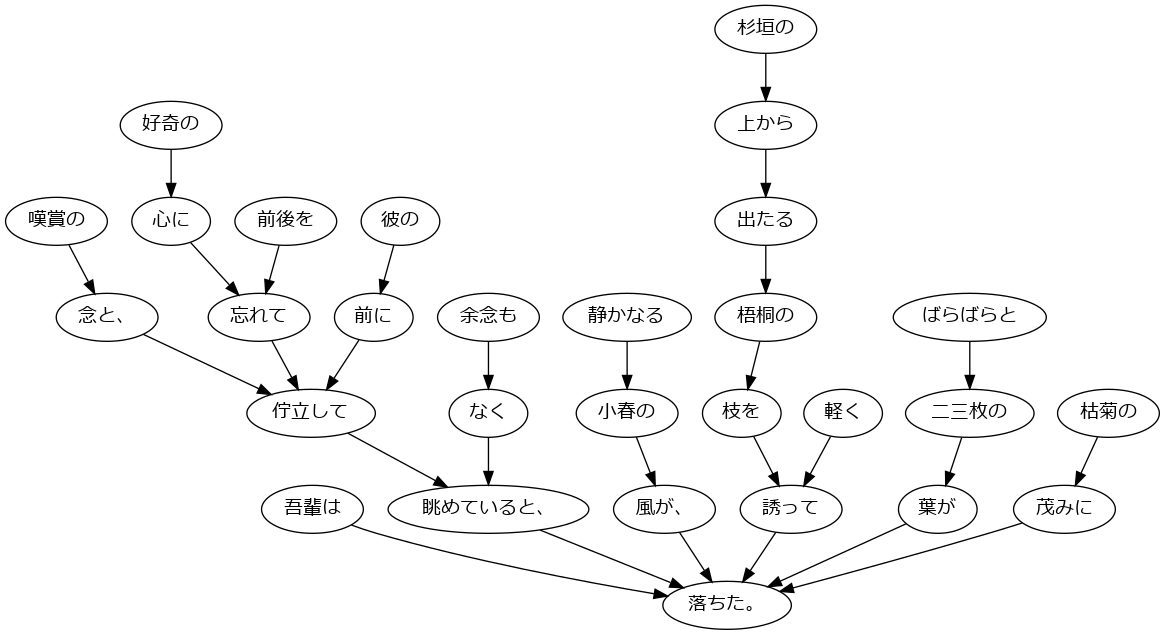 杉垣の
好奇の
上から
嘆賞の
心に
前後を
彼の
出たる
念と、
忘れて
前に
余念も
静かなる
梧桐の
ばらばらと
佇立して
なく
小春の
枝を
軽く
二三枚の
枯菊の
吾輩は
眺めていると、
風が、
誘って
葉が
茂みに
落ちた。